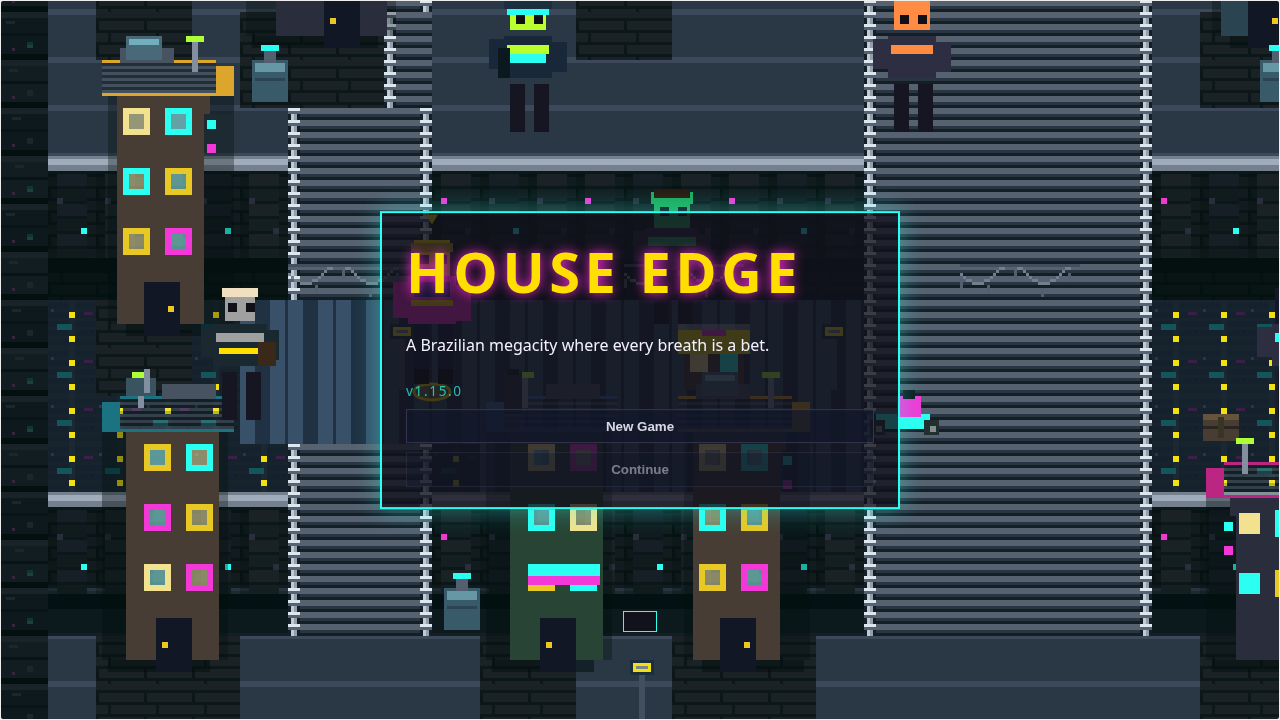 HOUSE EDGE
A Brazilian megacity where every breath is a bet.
v1.15.0
New Game
Continue